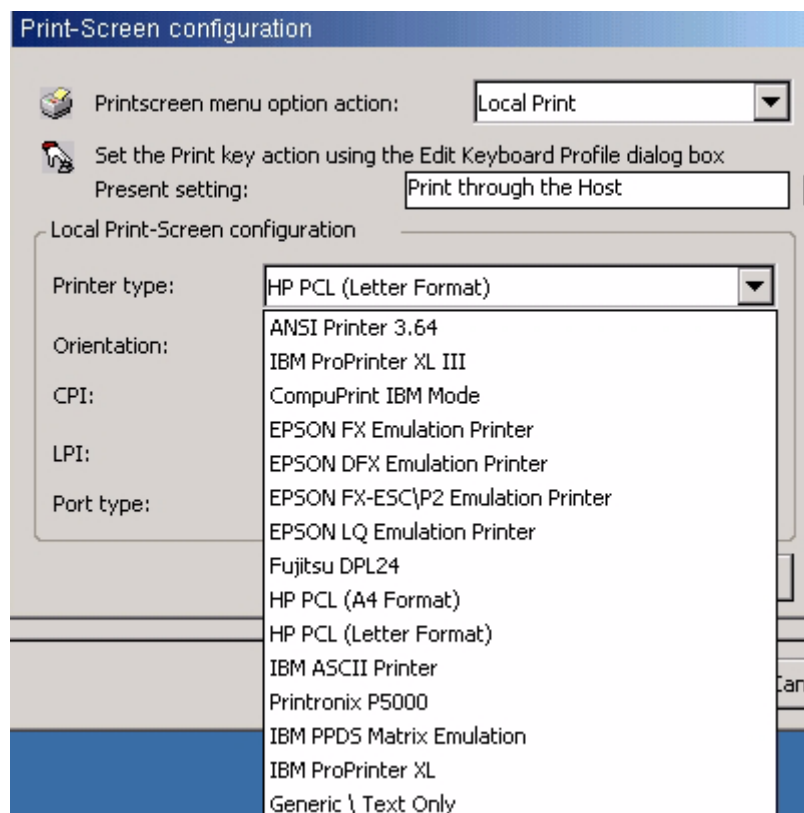 Print-Screen configuration
Printscreen menu option action:
Local Print
Set the Print key action using the Edit Keyboard Profile dialog box
Present setting:
Print through the Host
Local Print-Screen configuration
Printer type:
HP PCL (Letter Format)
Orientation:
CPI:
LPI:
Port type:
ANSI Printer 3.64
IBM ProPrinter XL III
CompuPrint IBM Mode
EPSON FX Emulation Printer
EPSON DFX Emulation Printer
EPSON FX-ESC\P2 Emulation Printer
EPSON LQ Emulation Printer
Fujitsu DPL24
HP PCL (A4 Format)
HP PCL (Letter Format)
IBM ASCII Printer
Printronix P5000
IBM PPDS Matrix Emulation
IBM ProPrinter XL
Generic \ Text Only